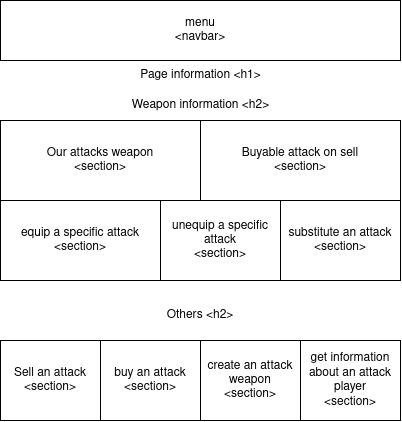 menu
<navbar>
Page information <h1>
Weapon information <h2>
Our attacks weapon
<section>
Buyable attack on sell
<section>
equip a specific attack
<section>
unequip a specific
attack
<section>
substitute an attack
<section>
Others <h2>
Sell an attack
<section>
buy an attack
<section>
create an attack
weapon
<section>
get information
about an attack
player
<section>